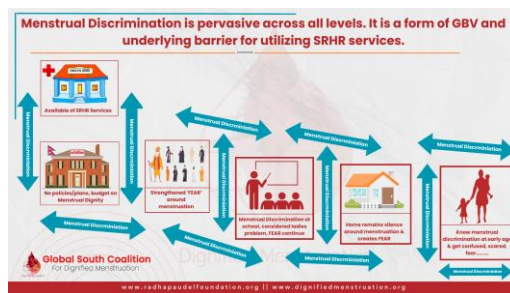 Menstrual Discrimination is pervasive across all levels. It is a form of GBV and
underlying barrier for utilizing SRHR services.
Available of SRHR Services
Menstrual Discrimination
Menstrual Discrimination
No policies/plans, budget on
Menstrual Dignity
Menstrual Discrimination
Menstrual Discrimination
Strengthened 'FEAR'
around
menstruation
Menstrual Discrimination
Menstrual Discrimination
Menstrual Discrimination at
school, considered ladies
problem, FEAR continue
Menstrual Discrimination
Menstrual Discrimination
Menstrual Discrimination
Home remains silence
around menstruation &
creates FEAR
Menstrual Discrimination
Menstrual Discrimination
Menstrual Discrimination
Know menstrual
discrimination at early age
& get confused, scared,
Menstrual Discrimination
Global South Coalition
For Dignified Menstruation
www.radhapaudelfoundation.org || www.dignifiedmenstruation.org